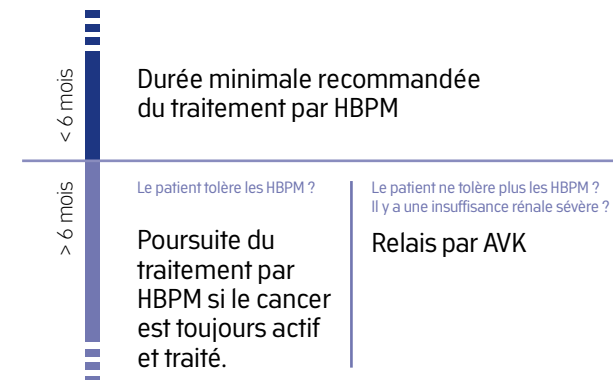 < 6 mois
Durée minimale recommandée
du traitement par HBPM
> 6 mois
Le patient tolère les HBPM ?
Poursuite du
traitement par
HBPM si le cancer
est toujours actif
et traité.
Le patient ne tolère plus les HBPM ?
Il y a une insuffisance rénale sévère ?
Relais par AVK